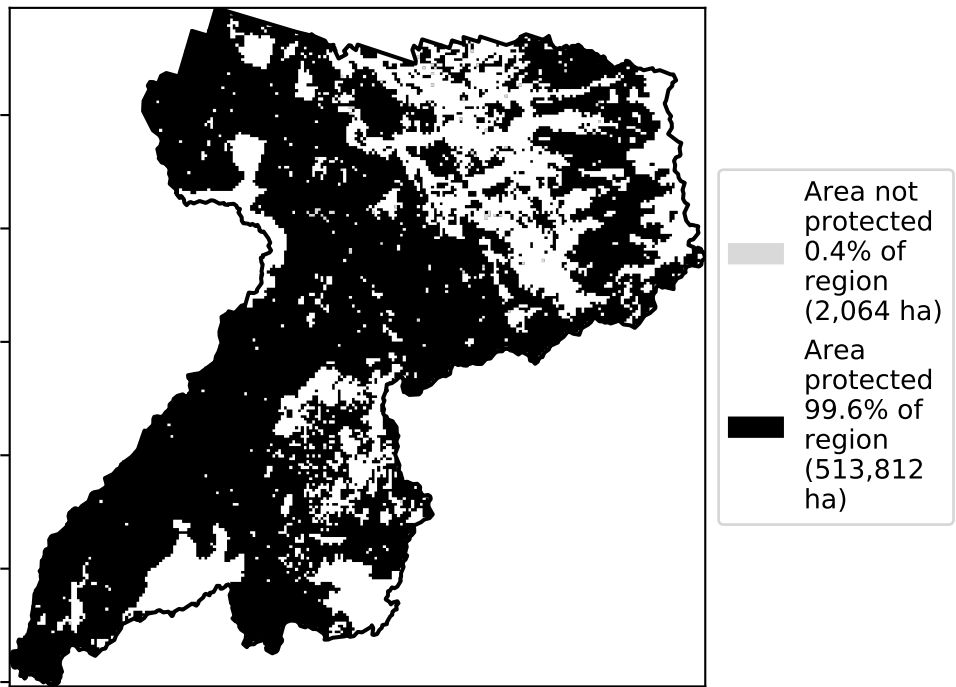 Area not
protected
0.4% of
region
(2,064 ha)
Area
protected
99.6% of
region
(513,812
ha)